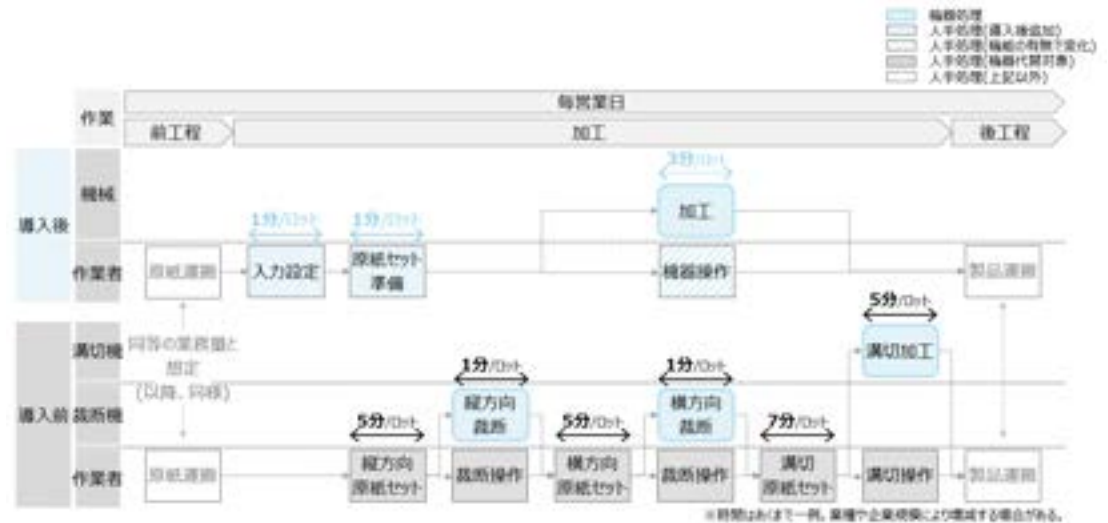 機器処理
人手処理(導入後追加)
人手処理(機能の有無で変化)
人手処理(機器代替対象)
人手処理(上記以外)
作業
毎営業日
前工程
加工
後工程
導入後
機械
3分/ロット
加工
1分/ロット
1分/ロット
作業者
原紙運搬
入力設定
原紙セット
準備
機器操作
製品運搬
5分/ロット
導入前
溝切機
同等の業務量と
想定
(以降、同様)
溝切加工
1分/ロット
1分/ロット
裁断機
縦方向
裁断
横方向
裁断
5分/ロット
5分/ロット
7分/ロット
作業者
原紙運搬
縦方向
原紙セット
裁断操作
横方向
原紙セット
裁断操作
溝切
原紙セット
溝切操作
製品運搬
※時間はあくまで一例。業種や企業規模により増減する場合がある。